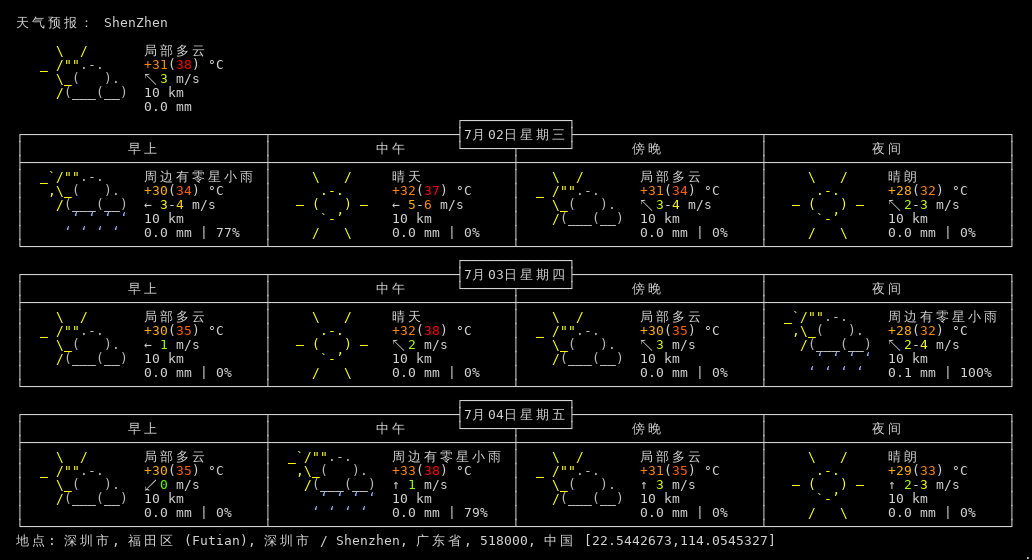 天气预报： ShenZhen
局部多云
+31(38) °C
↖3 m/s
10 km
0.0 mm
7月02日星期三
早上 中午 傍晚 夜间
周边有零星小雨 晴天 局部多云 晴朗
+30(34) °C +32(37) °C +31(34) °C +28(32) °C
← 3-4 m/s ← 5-6 m/s ↖3-4 m/s ↖2-3 m/s
10 km 10 km 10 km 10 km
0.0 mm | 77% 0.0 mm | 0% 0.0 mm | 0% 0.0 mm | 0%
7月03日星期四
早上 中午 傍晚 夜间
局部多云 晴天 局部多云 周边有零星小雨
+30(35) °C +32(38) °C +30(35) °C +28(32) °C
← 1 m/s ↖2 m/s ↖3 m/s ↖2-4 m/s
10 km 10 km 10 km 10 km
0.0 mm | 0% 0.0 mm | 0% 0.0 mm | 0% 0.1 mm | 100%
7月04日星期五
早上 中午 傍晚 夜间
局部多云 周边有零星小雨 局部多云 晴朗
+30(35) °C +33(38) °C +31(35) °C +29(33) °C
↙0 m/s ↑ 1 m/s ↑ 3 m/s ↑ 2-3 m/s
10 km 10 km 10 km 10 km
0.0 mm | 0% 0.0 mm | 79% 0.0 mm | 0% 0.0 mm | 0%
地点: 深圳市, 福田区 (Futian), 深圳市 / Shenzhen, 广东省, 518000, 中国 [22.5442673,114.0545327]